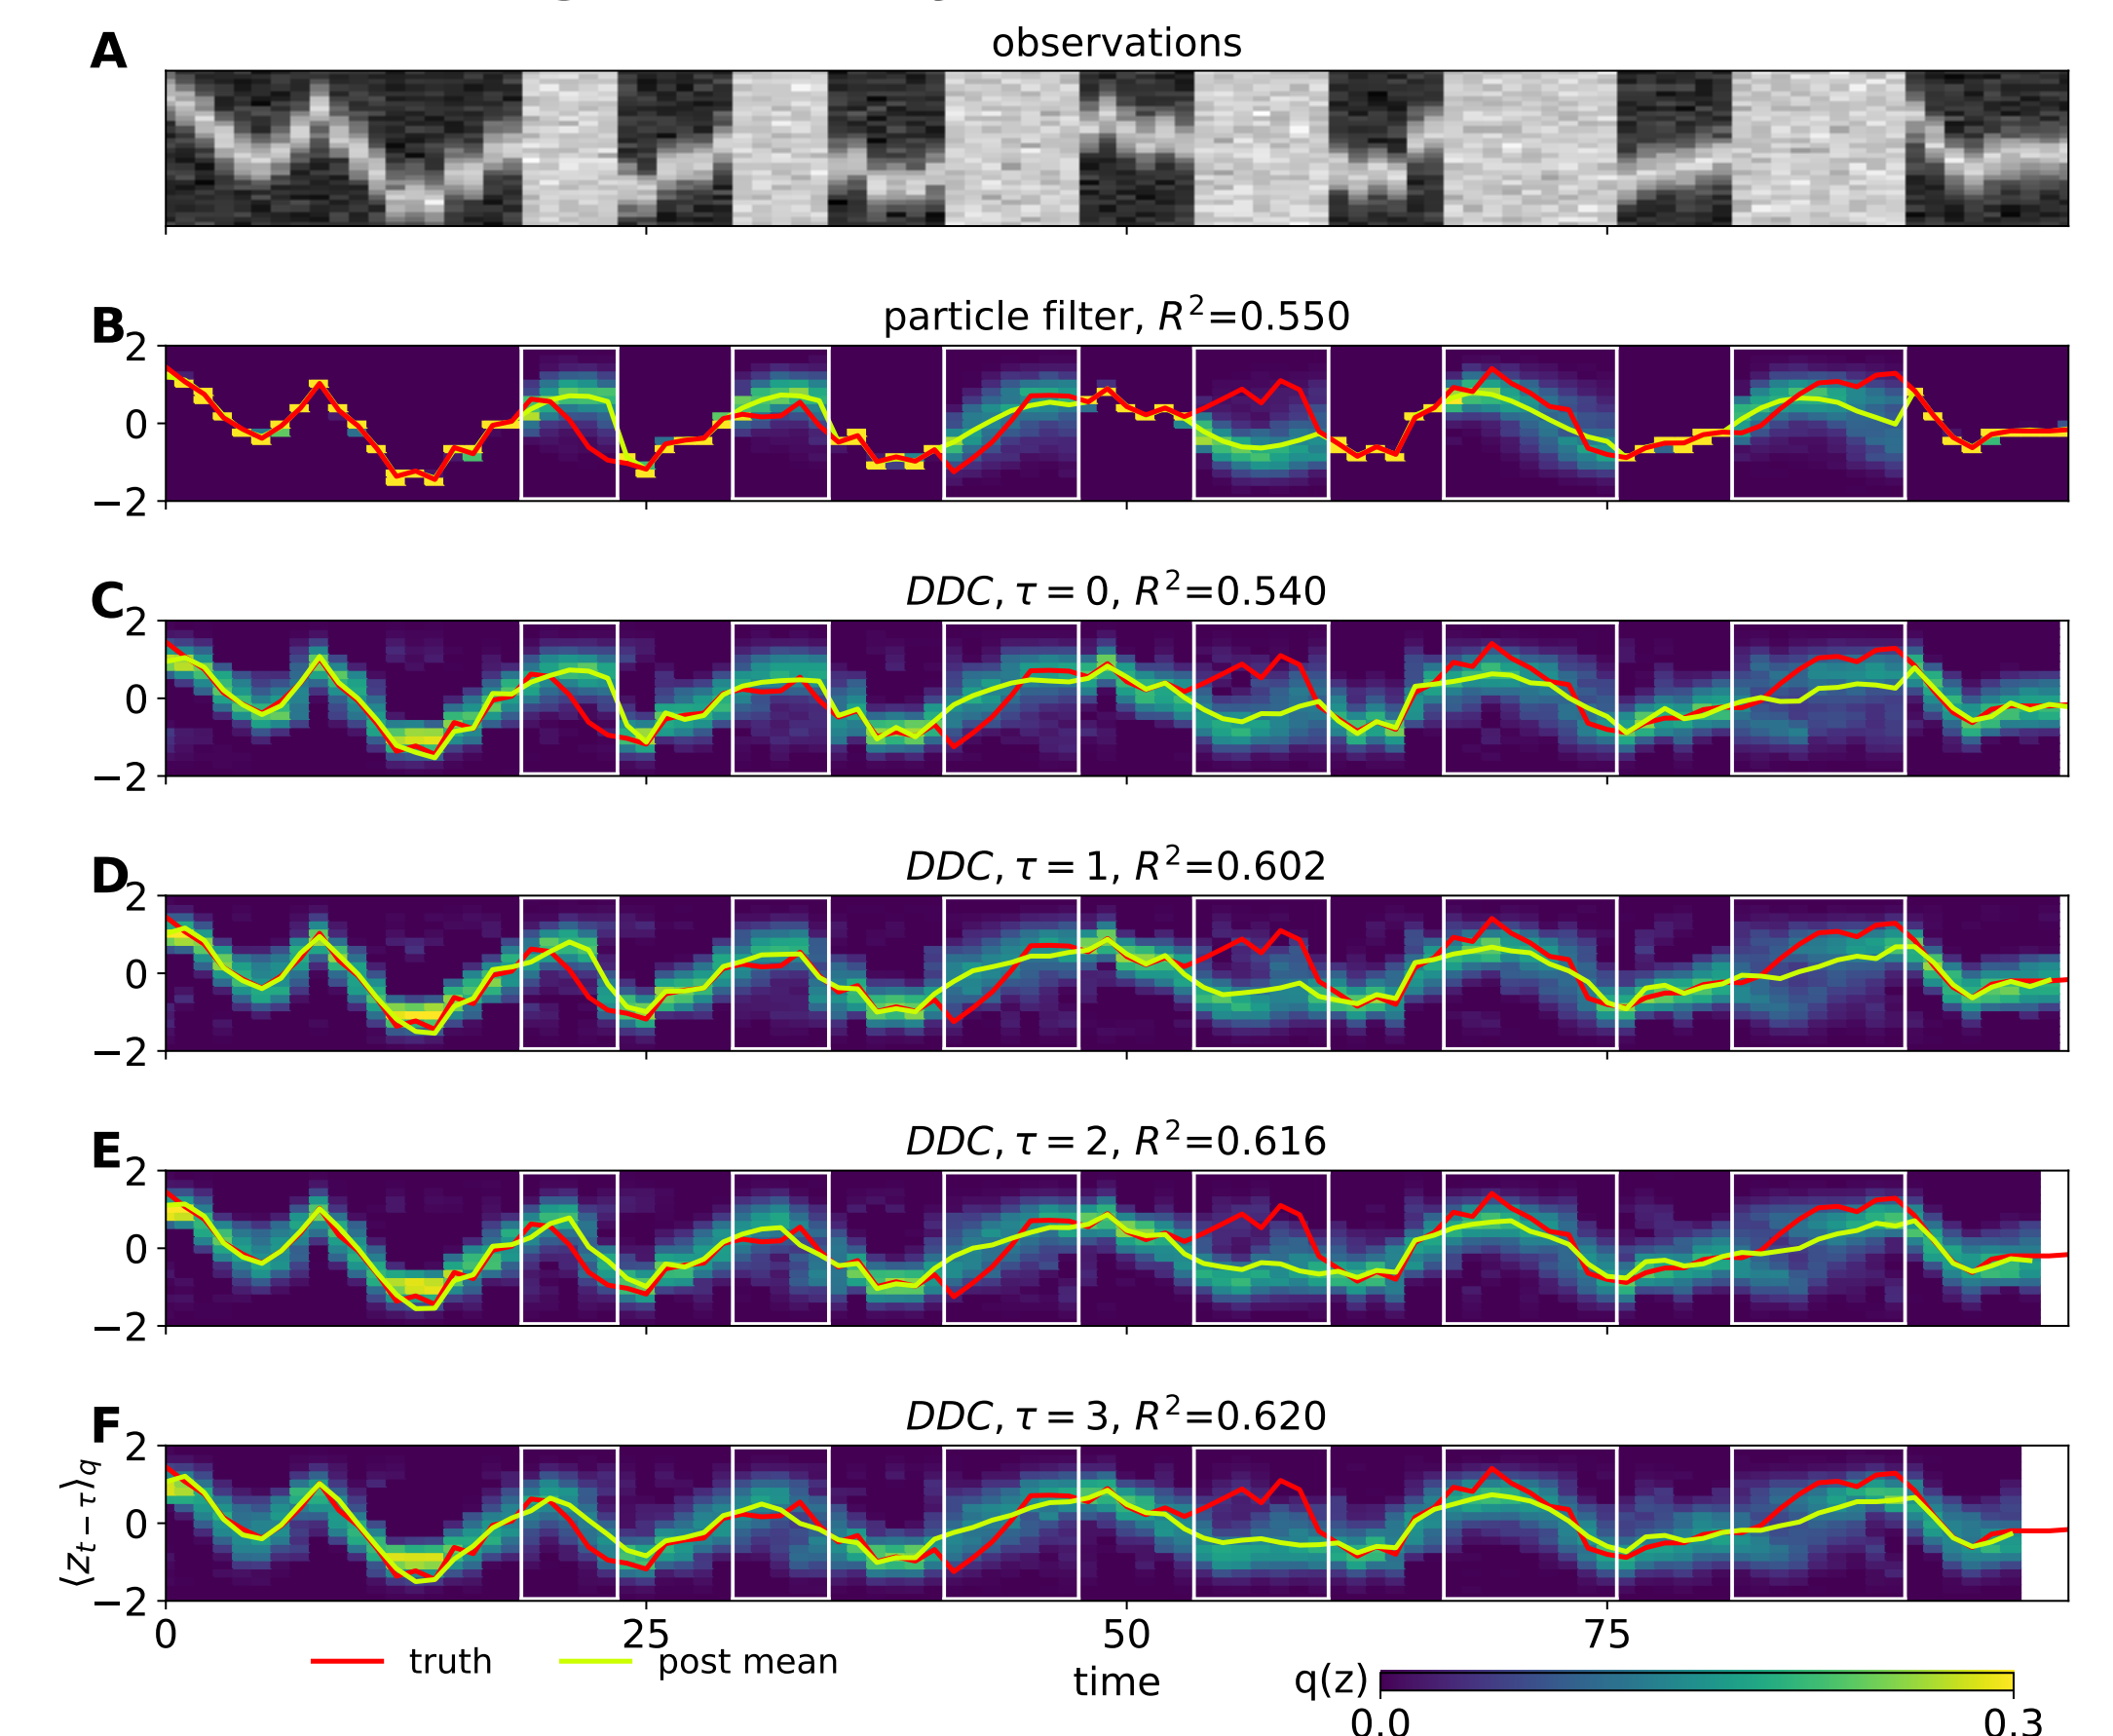 A
observations
B
particle filter, R²=0.550
2
0
−2
C
DDC, τ = 0, R²=0.540
2
0
−2
D
DDC, τ = 1, R²=0.602
2
0
−2
E
DDC, τ = 2, R²=0.616
2
0
−2
F
DDC, τ = 3, R²=0.620
2
0
−2
⟨z_{t − τ}⟩_q
0 25 50 75
truth post mean
time
q(z)
0.0 0.3